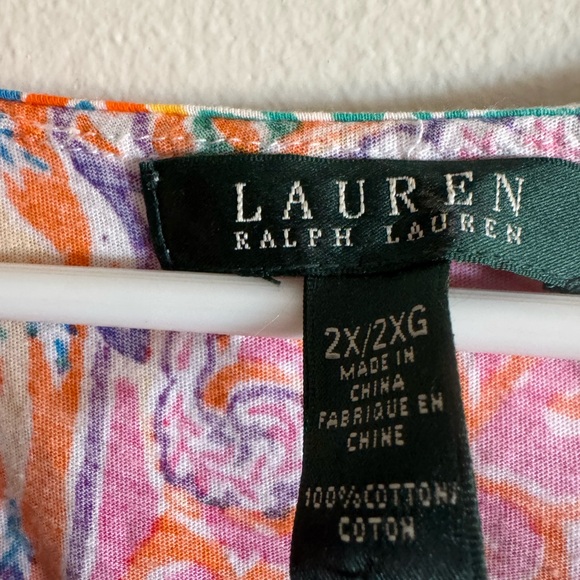 LAUREN
RALPH LAUREN
2X/2XG
MADE IN
CHINA
FABRIQUE EN
CHINE
100%COTTON/
COTON